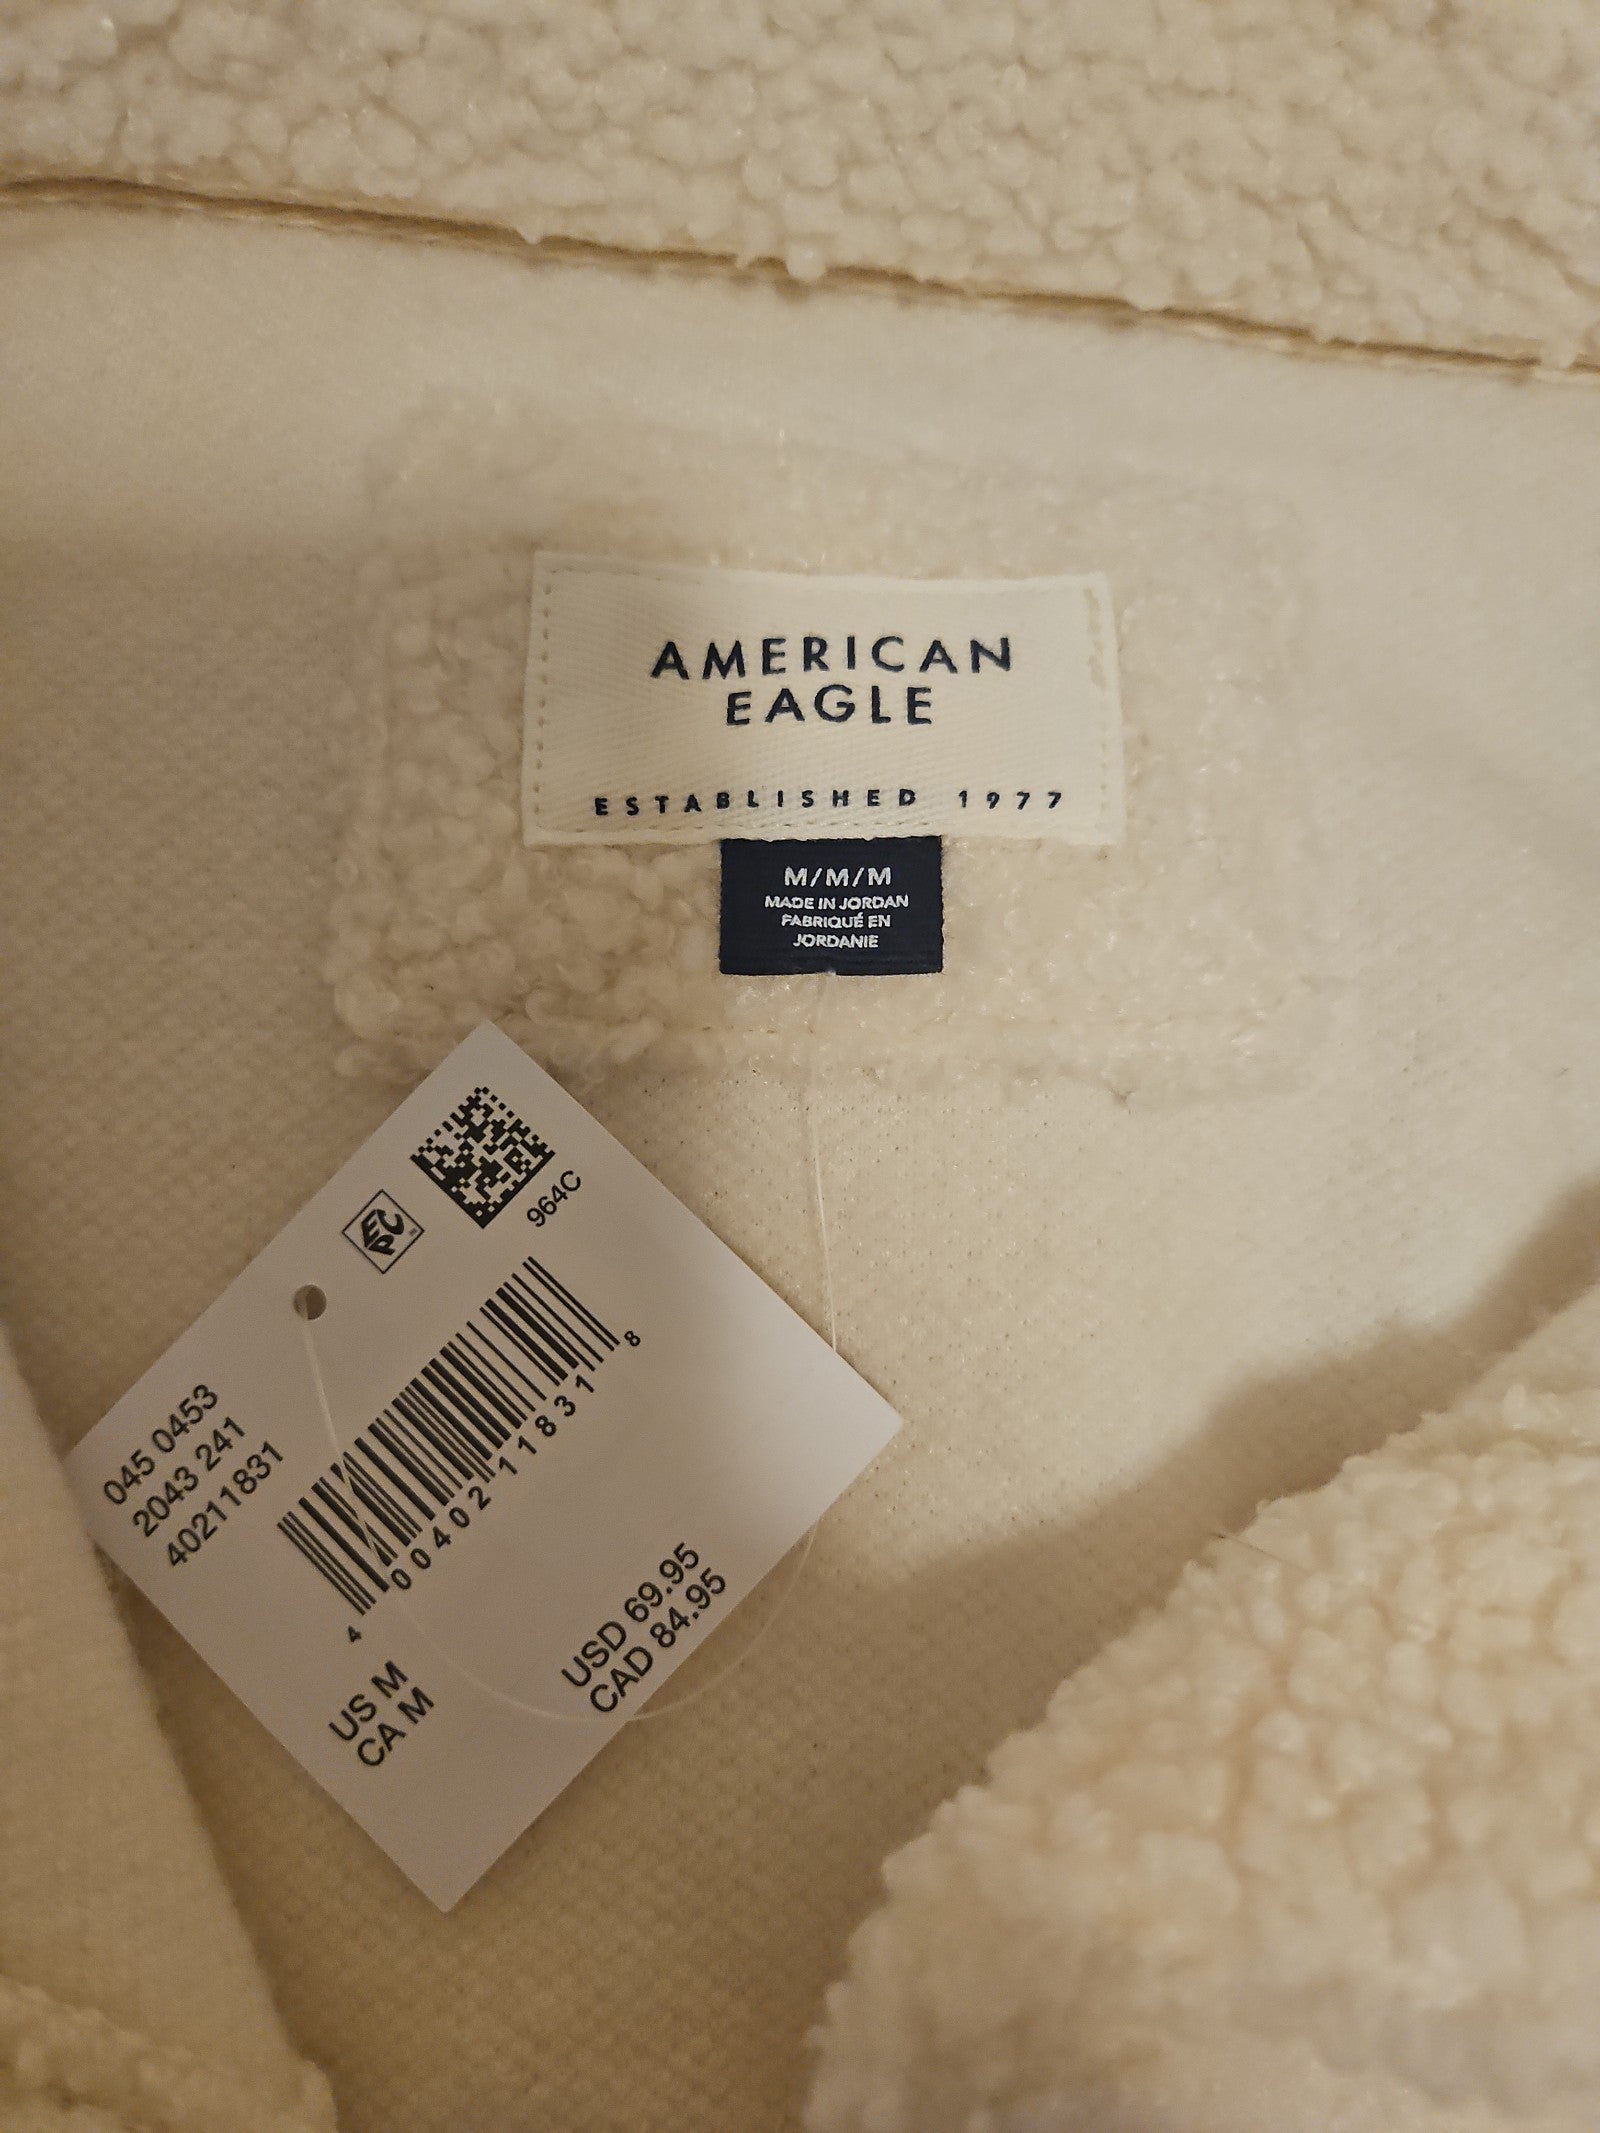 AMERICAN
EAGLE
ESTABLISHED 1977
M/M/M
MADE IN JORDAN
FABRIQUÉ EN
JORDANIE
EPC
964C
045 0453
2043 241
40211831
4 00402 11831 8
US M
CA M
USD 69.95
CAD 84.95